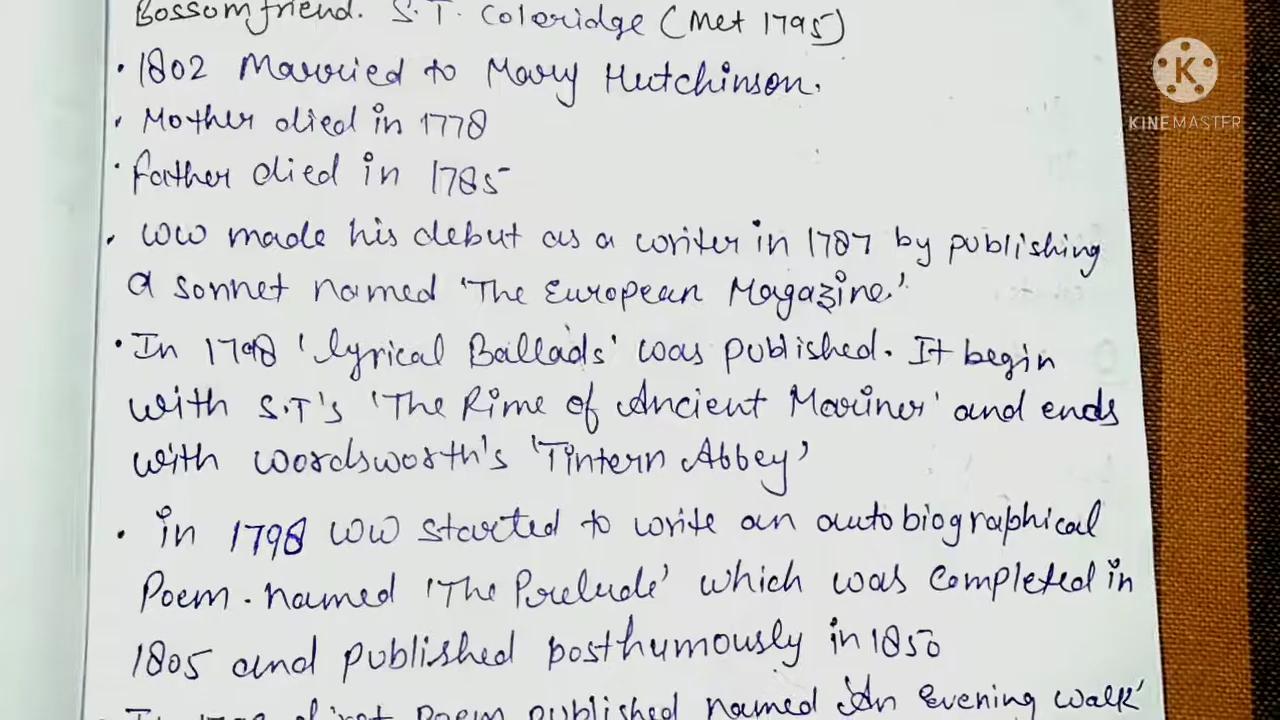 Bossom friend. S.T. Coleridge (Met 1795)
• 1802 Married to Mary Hutchinson.
• Mother died in 1778
• Father died in 1785
• WW made his debut as a writer in 1787 by publishing
a sonnet named 'The European Magazine.'
• In 1798 'lyrical Ballads' was published. It begin
with S.T's 'The Rime of Ancient Mariner' and ends
with wordsworth's 'Tintern Abbey'
• in 1798 WW started to write an autobiographical
Poem. named 'The Prelude' which was completed in
1805 and published posthumously in 1850
poem published named 'An Evening walk'
K
KINEMASTER